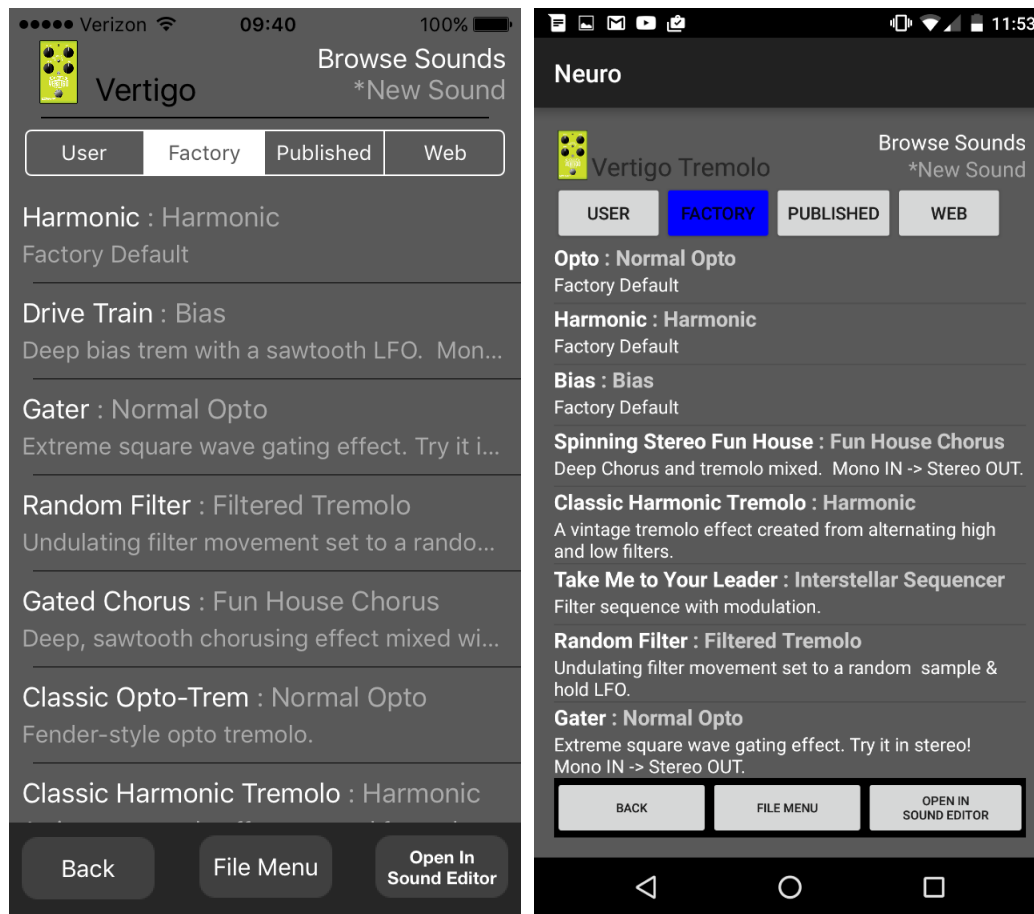 Verizon 09:40 100%
Vertigo
Browse Sounds
*New Sound
User Factory Published Web
Harmonic : Harmonic
Factory Default
Drive Train : Bias
Deep bias trem with a sawtooth LFO.  Mon...
Gater : Normal Opto
Extreme square wave gating effect. Try it i...
Random Filter : Filtered Tremolo
Undulating filter movement set to a rando...
Gated Chorus : Fun House Chorus
Deep, sawtooth chorusing effect mixed wi...
Classic Opto-Trem : Normal Opto
Fender-style opto tremolo.
Classic Harmonic Tremolo : Harmonic
Back File Menu Open In
Sound Editor
11:53
Neuro
Vertigo Tremolo
Browse Sounds
*New Sound
USER FACTORY PUBLISHED WEB
Opto : Normal Opto
Factory Default
Harmonic : Harmonic
Factory Default
Bias : Bias
Factory Default
Spinning Stereo Fun House : Fun House Chorus
Deep Chorus and tremolo mixed.  Mono IN -> Stereo OUT.
Classic Harmonic Tremolo : Harmonic
A vintage tremolo effect created from alternating high
and low filters.
Take Me to Your Leader : Interstellar Sequencer
Filter sequence with modulation.
Random Filter : Filtered Tremolo
Undulating filter movement set to a random  sample &
hold LFO.
Gater : Normal Opto
Extreme square wave gating effect. Try it in stereo!
Mono IN -> Stereo OUT.
BACK FILE MENU OPEN IN
SOUND EDITOR